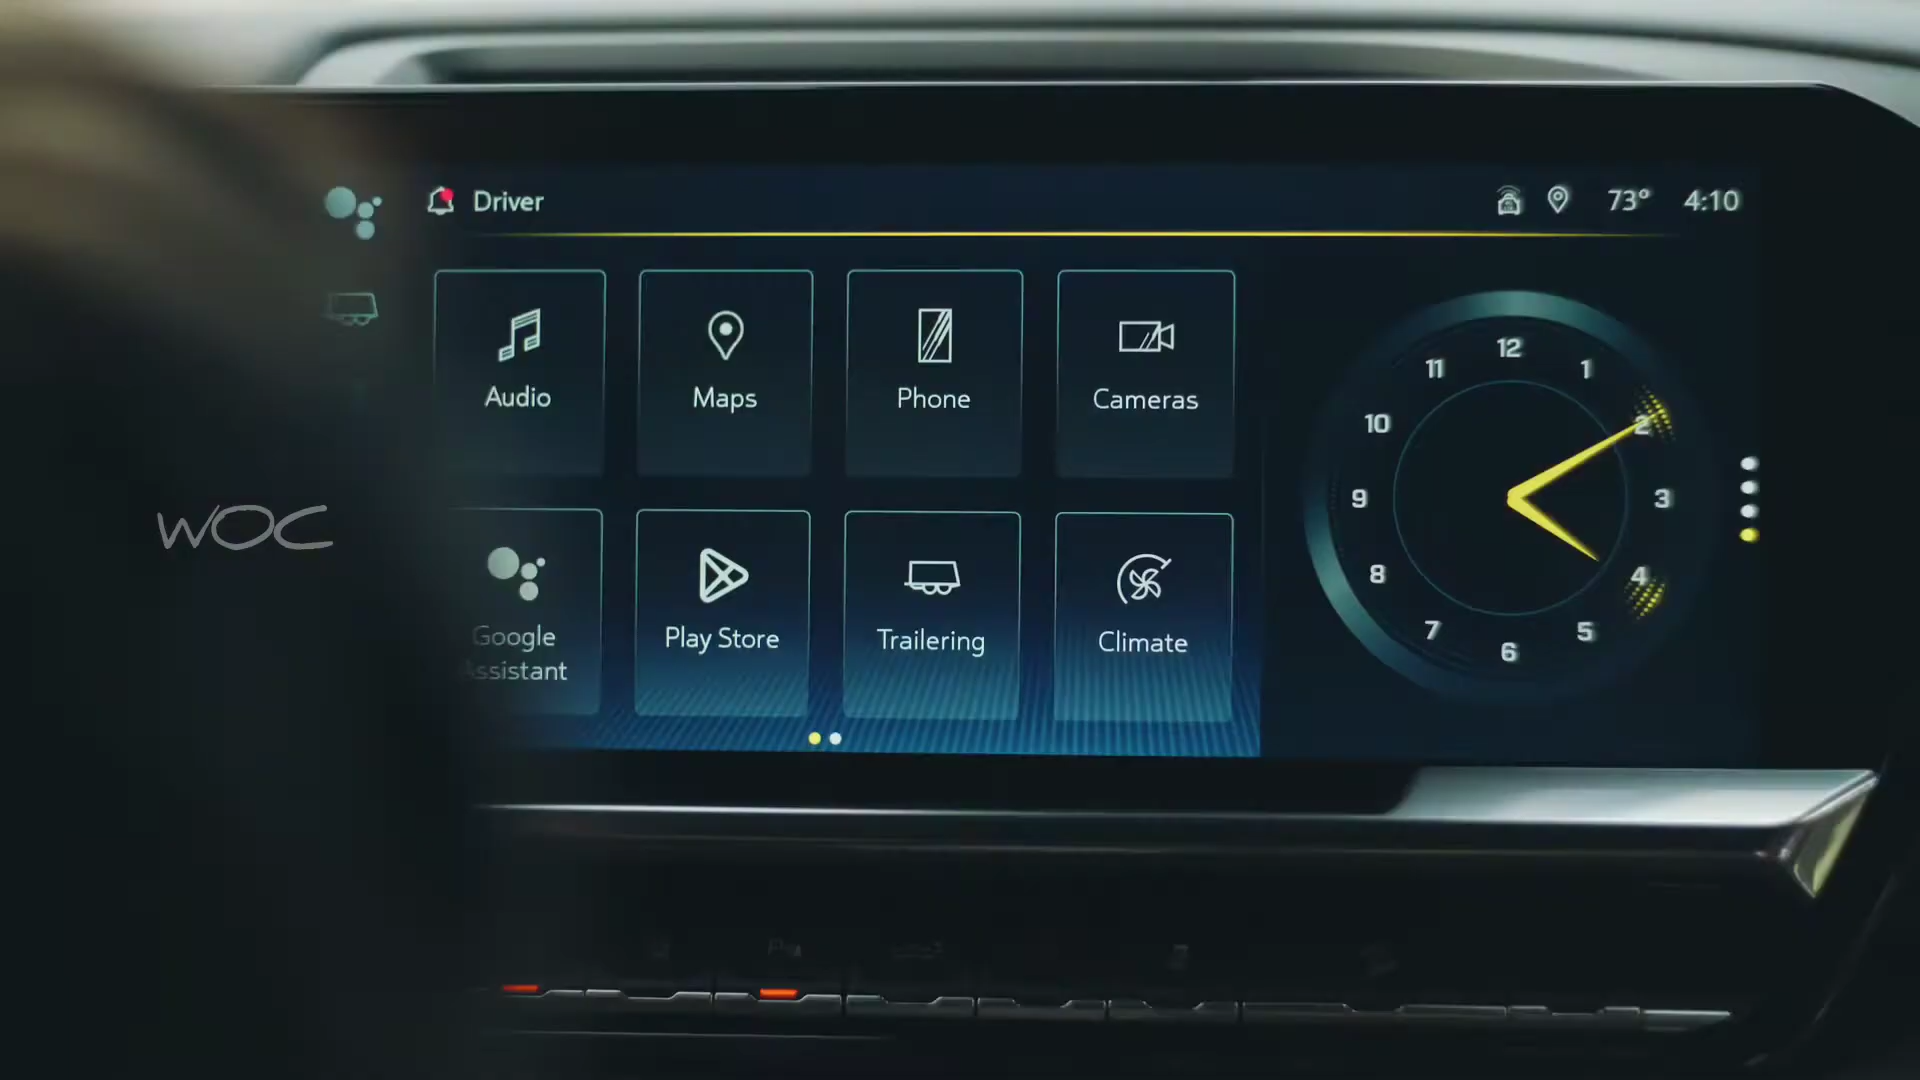 Driver
73° 4:10
Audio
Maps
Phone
Cameras
Google
Assistant
Play Store
Trailering
Climate
12
1
2
3
4
5
6
7
8
9
10
11
WOC